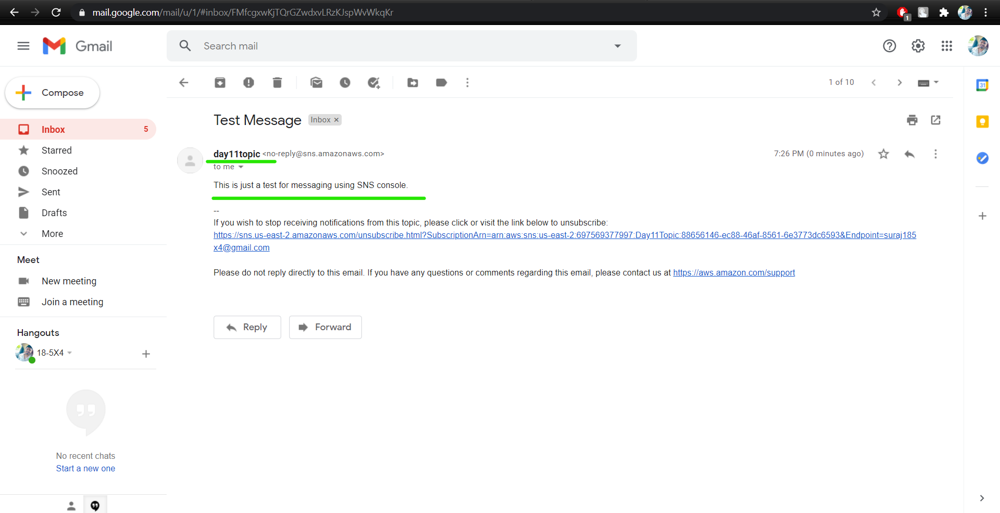 mail.google.com/mail/u/1/#inbox/FMfcgxwKjTQrGZwdxvLRzKJspWvWkqKr
1
Gmail
Search mail
Compose
1 of 10
31
Inbox 5
Starred
Snoozed
Sent
Drafts
More
Meet
New meeting
Join a meeting
Hangouts
18-5X4
No recent chats
Start a new one
Test Message Inbox ×
day11topic <no-reply@sns.amazonaws.com> 7:26 PM (0 minutes ago)
to me
This is just a test for messaging using SNS console.
--
If you wish to stop receiving notifications from this topic, please click or visit the link below to unsubscribe:
https://sns.us-east-2.amazonaws.com/unsubscribe.html?SubscriptionArn=arn:aws:sns:us-east-2:697569377997:Day11Topic:88656146-ec88-46af-8561-6e3773dc6593&Endpoint=suraj185
x4@gmail.com
Please do not reply directly to this email. If you have any questions or comments regarding this email, please contact us at https://aws.amazon.com/support
Reply
Forward